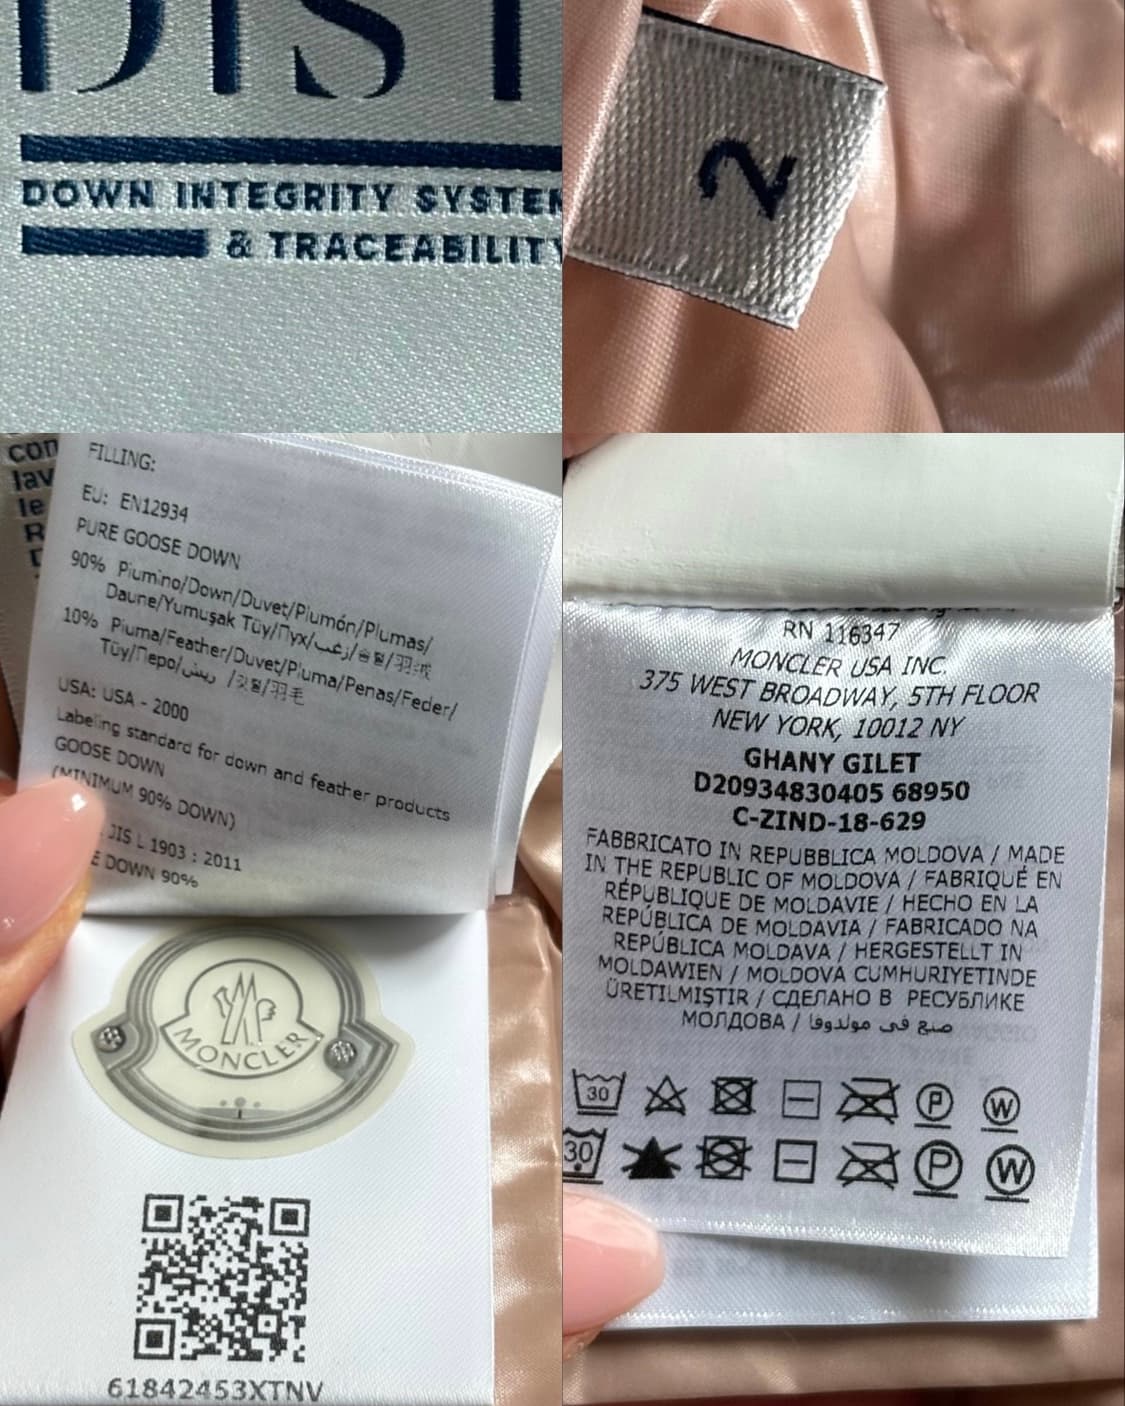 DIST
DOWN INTEGRITY SYSTEM
& TRACEABILITY
2
con
lav
le
R
FILLING:
EU: EN12934
PURE GOOSE DOWN
90% Piumino/Down/Duvet/Plumón/Plumas/
Daune/Yumuşak Tüy/Пух/زغب/솜털/羽绒
10% Piuma/Feather/Duvet/Pluma/Penas/Feder/
Tüy/Перо/ريش /깃털/羽毛
USA: USA - 2000
Labeling standard for down and feather products
GOOSE DOWN
(MINIMUM 90% DOWN)
JIS L 1903 : 2011
E DOWN 90%
MONCLER
61842453XTNV
RN 116347
MONCLER USA INC.
375 WEST BROADWAY, 5TH FLOOR
NEW YORK, 10012 NY
GHANY GILET
D20934830405 68950
C-ZIND-18-629
FABBRICATO IN REPUBBLICA MOLDOVA / MADE
IN THE REPUBLIC OF MOLDOVA / FABRIQUÉ EN
RÉPUBLIQUE DE MOLDAVIE / HECHO EN LA
REPÚBLICA DE MOLDAVIA / FABRICADO NA
REPÚBLICA MOLDAVA / HERGESTELLT IN
MOLDAWIEN / MOLDOVA CUMHURIYETINDE
ÜRETILMIŞTIR / СДЕЛАНО В РЕСУБЛИКЕ
МОЛДОВА / صنع في مولدوفا
30 P W
30 P W